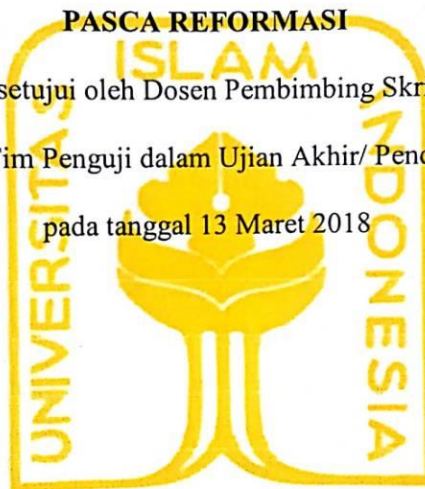 PASCA REFORMASI
setujui oleh Dosen Pembimbing Skr
Tim Penguji dalam Ujian Akhir/ Pend
pada tanggal 13 Maret 2018
UNIVERSITAS
ISLAM
INDONESIA